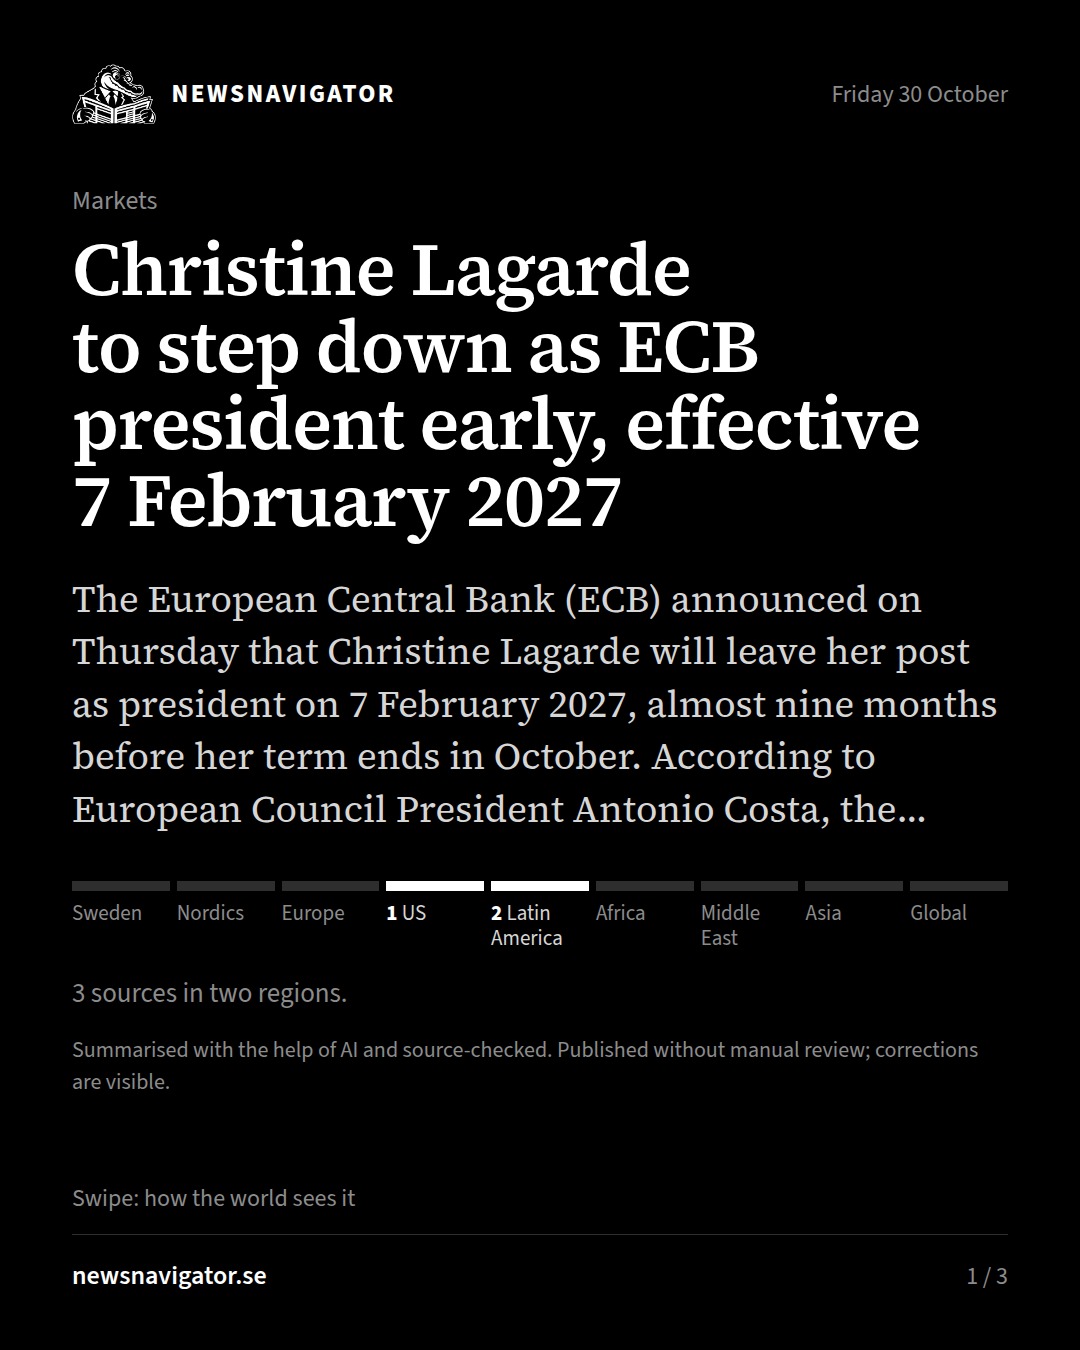 NEWSNAVIGATOR
Friday 30 October
Markets
Christine Lagarde
to step down as ECB
president early, effective
7 February 2027
The European Central Bank (ECB) announced on
Thursday that Christine Lagarde will leave her post
as president on 7 February 2027, almost nine months
before her term ends in October. According to
European Council President Antonio Costa, the...
Sweden
Nordics
Europe
1 US
2 Latin
America
Africa
Middle
East
Asia
Global
3 sources in two regions.
Summarised with the help of AI and source-checked. Published without manual review; corrections
are visible.
Swipe: how the world sees it
newsnavigator.se
1 / 3